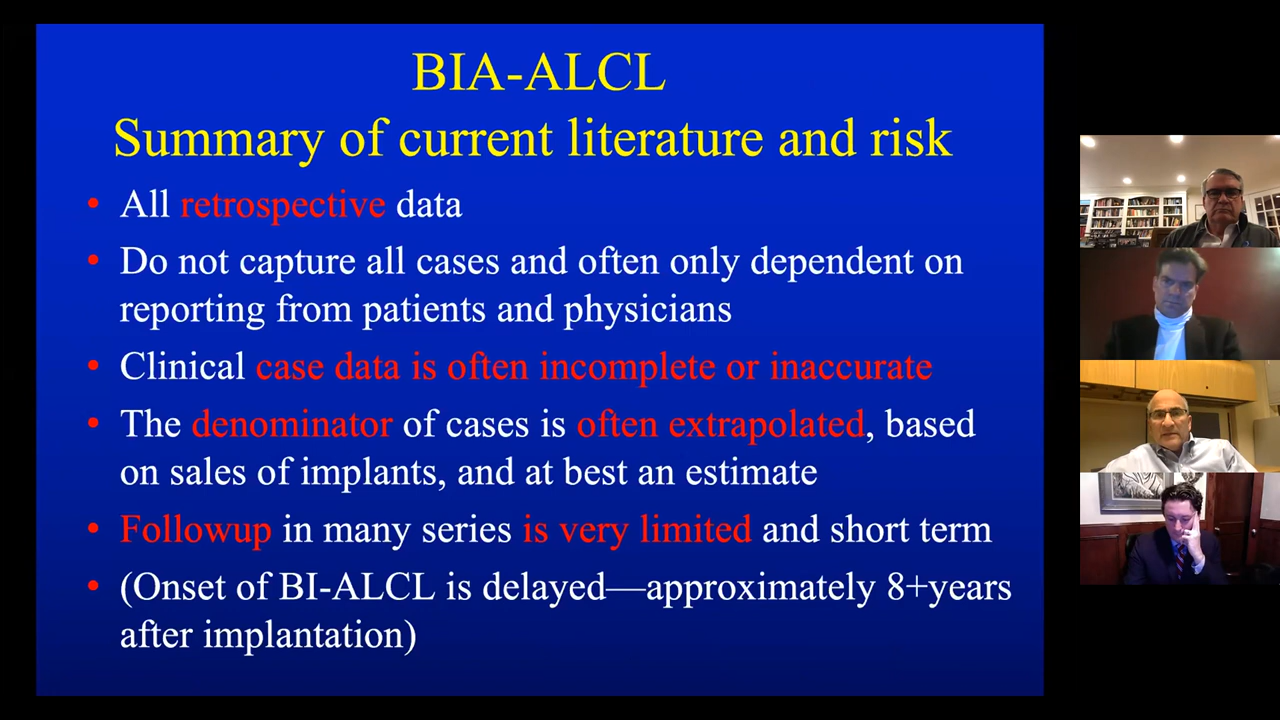 BIA-ALCL
Summary of current literature and risk
• All retrospective data
• Do not capture all cases and often only dependent on
reporting from patients and physicians
• Clinical case data is often incomplete or inaccurate
• The denominator of cases is often extrapolated, based
on sales of implants, and at best an estimate
• Followup in many series is very limited and short term
• (Onset of BI-ALCL is delayed—approximately 8+years
after implantation)